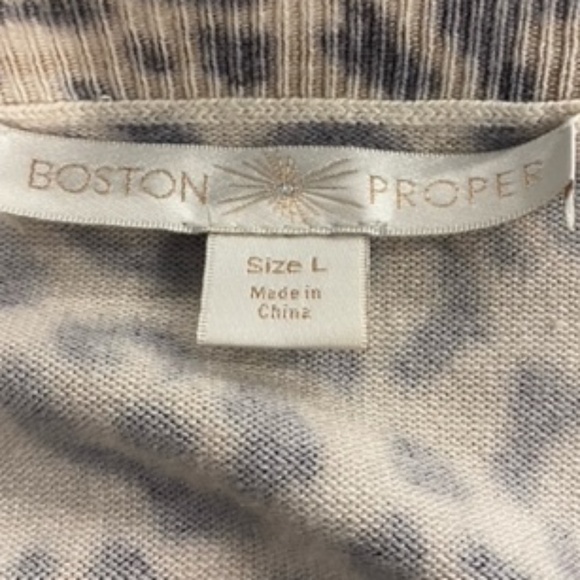 BOSTON PROPER
Size L
Made in
China